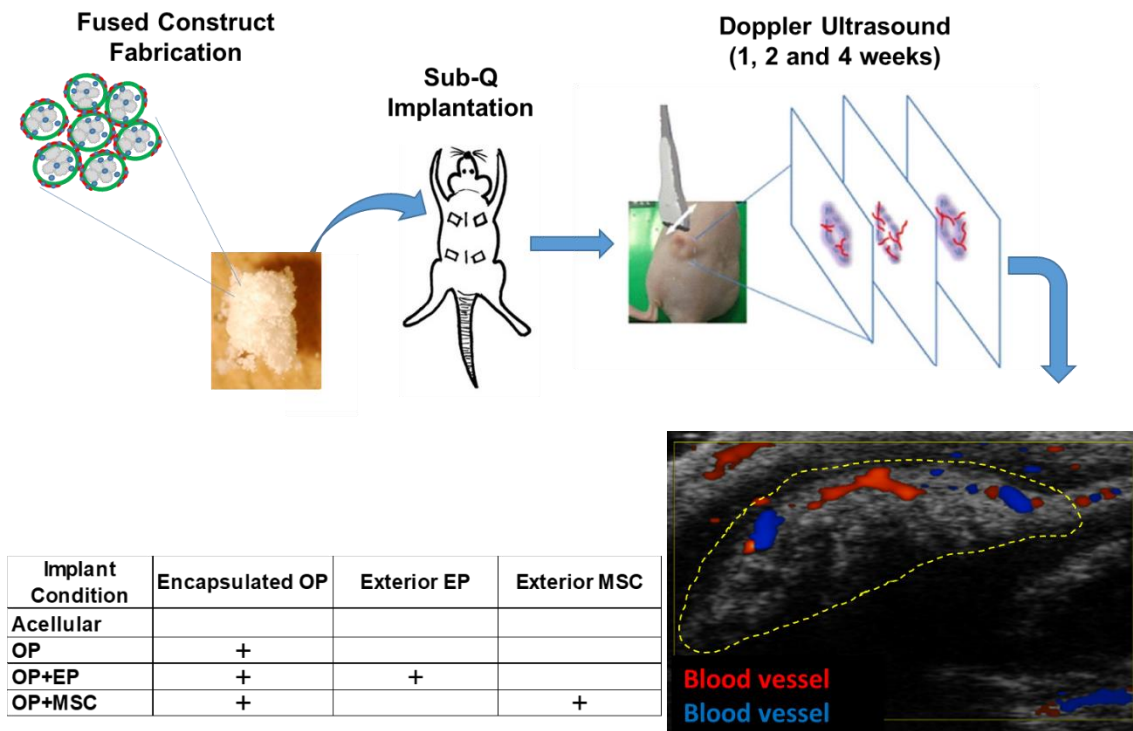 Fused Construct
Fabrication
Sub-Q
Implantation
Doppler Ultrasound
(1, 2 and 4 weeks)
Implant Condition Encapsulated OP Exterior EP Exterior MSC
Acellular
OP +
OP+EP + +
OP+MSC + +
Blood vessel
Blood vessel